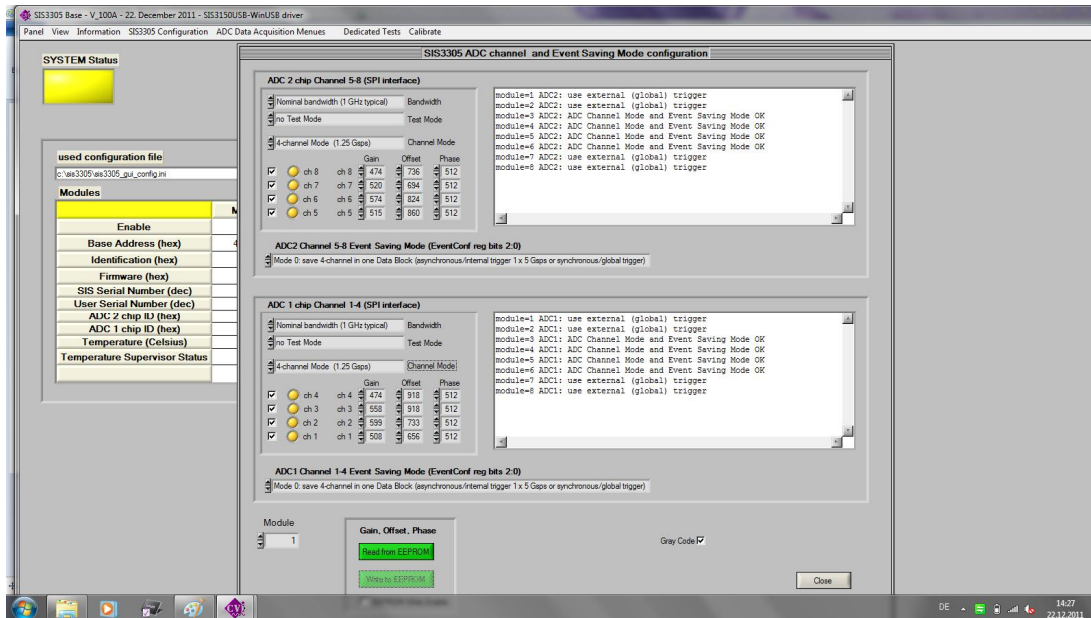 SIS3305 Base - V_100A - 22. December 2011 - SIS3150USB-WinUSB driver
Panel View Information SIS3305 Configuration ADC Data Acquisition Menues Dedicated Tests Calibrate
SYSTEM Status
used configuration file
c:\sis3305\sis3305_gui_config.ini
Modules
M
Enable
Base Address (hex)
4
Identification (hex)
Firmware (hex)
SIS Serial Number (dec)
User Serial Number (dec)
ADC 2 chip ID (hex)
ADC 1 chip ID (hex)
Temperature (Celsius)
Temperature Supervisor Status
SIS3305 ADC channel and Event Saving Mode configuration
ADC 2 chip Channel 5-8 (SPI interface)
Nominal bandwidth (1 GHz typical) Bandwidth
no Test Mode Test Mode
4-channel Mode (1.25 Gsps) Channel Mode
Gain Offset Phase
ch 8 ch 8 474 736 512
ch 7 ch 7 520 694 512
ch 6 ch 6 574 824 512
ch 5 ch 5 515 860 512
module=1 ADC2: use external (global) trigger
module=2 ADC2: use external (global) trigger
module=3 ADC2: ADC Channel Mode and Event Saving Mode OK
module=4 ADC2: ADC Channel Mode and Event Saving Mode OK
module=5 ADC2: ADC Channel Mode and Event Saving Mode OK
module=6 ADC2: ADC Channel Mode and Event Saving Mode OK
module=7 ADC2: use external (global) trigger
module=8 ADC2: use external (global) trigger
ADC2 Channel 5-8 Event Saving Mode (EventConf reg bits 2:0)
Mode 0: save 4-channel in one Data Block (asynchronous/internal trigger 1 x 5 Gsps or synchronous/global trigger)
ADC 1 chip Channel 1-4 (SPI interface)
Nominal bandwidth (1 GHz typical) Bandwidth
no Test Mode Test Mode
4-channel Mode (1.25 Gsps) Channel Mode
Gain Offset Phase
ch 4 ch 4 474 918 512
ch 3 ch 3 558 918 512
ch 2 ch 2 599 733 512
ch 1 ch 1 508 656 512
module=1 ADC1: use external (global) trigger
module=2 ADC1: use external (global) trigger
module=3 ADC1: ADC Channel Mode and Event Saving Mode OK
module=4 ADC1: ADC Channel Mode and Event Saving Mode OK
module=5 ADC1: ADC Channel Mode and Event Saving Mode OK
module=6 ADC1: ADC Channel Mode and Event Saving Mode OK
module=7 ADC1: use external (global) trigger
module=8 ADC1: use external (global) trigger
ADC1 Channel 1-4 Event Saving Mode (EventConf reg bits 2:0)
Mode 0: save 4-channel in one Data Block (asynchronous/internal trigger 1 x 5 Gsps or synchronous/global trigger)
Module
1
Gain, Offset, Phase
Read from EEPROM
Write to EEPROM
Gray Code
Close
DE
14:27
22.12.2011